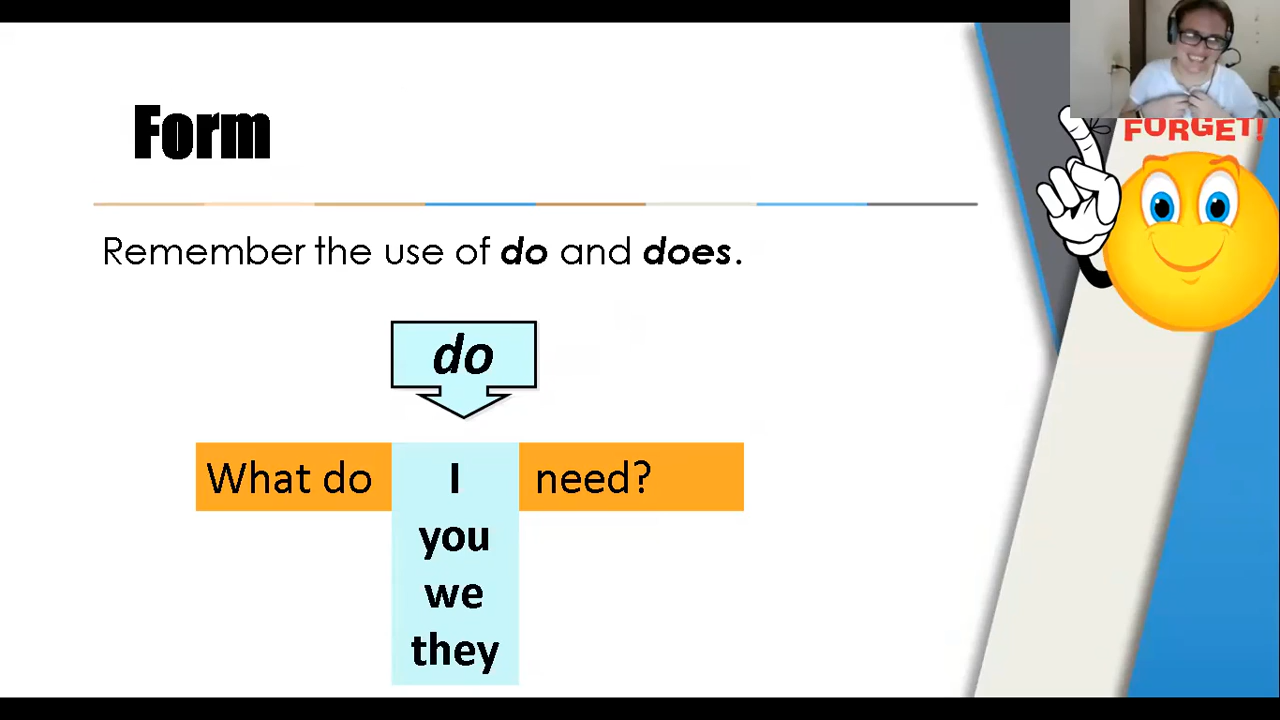 FORGET!
Form
Remember the use of do and does.
do
What do I need?
you
we
they